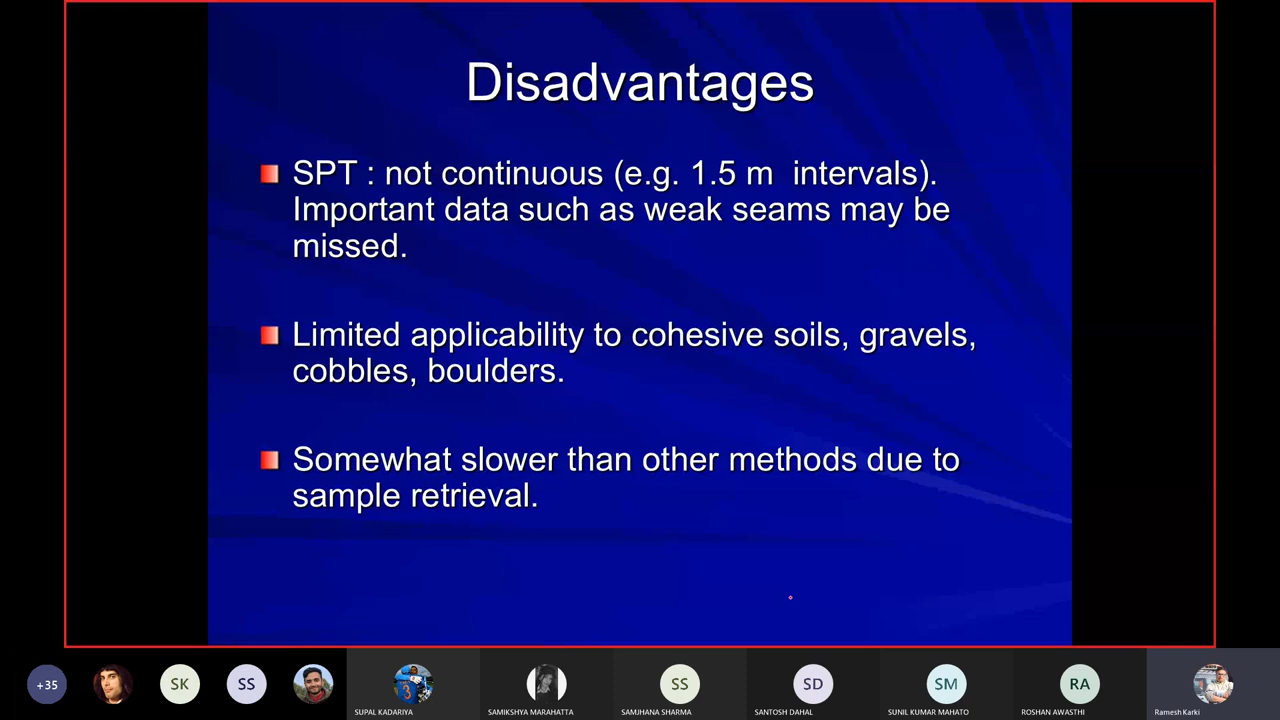 Disadvantages
SPT : not continuous (e.g. 1.5 m intervals).
Important data such as weak seams may be
missed.
Limited applicability to cohesive soils, gravels,
cobbles, boulders.
Somewhat slower than other methods due to
sample retrieval.
+35
SK
SS
SS
SD
SM
RA
SUPAL KADARIYA
SAMIKSHYA MARAHATTA
SAMJHANA SHARMA
SANTOSH DAHAL
SUNIL KUMAR MAHATO
ROSHAN AWASTHI
Ramesh Karki